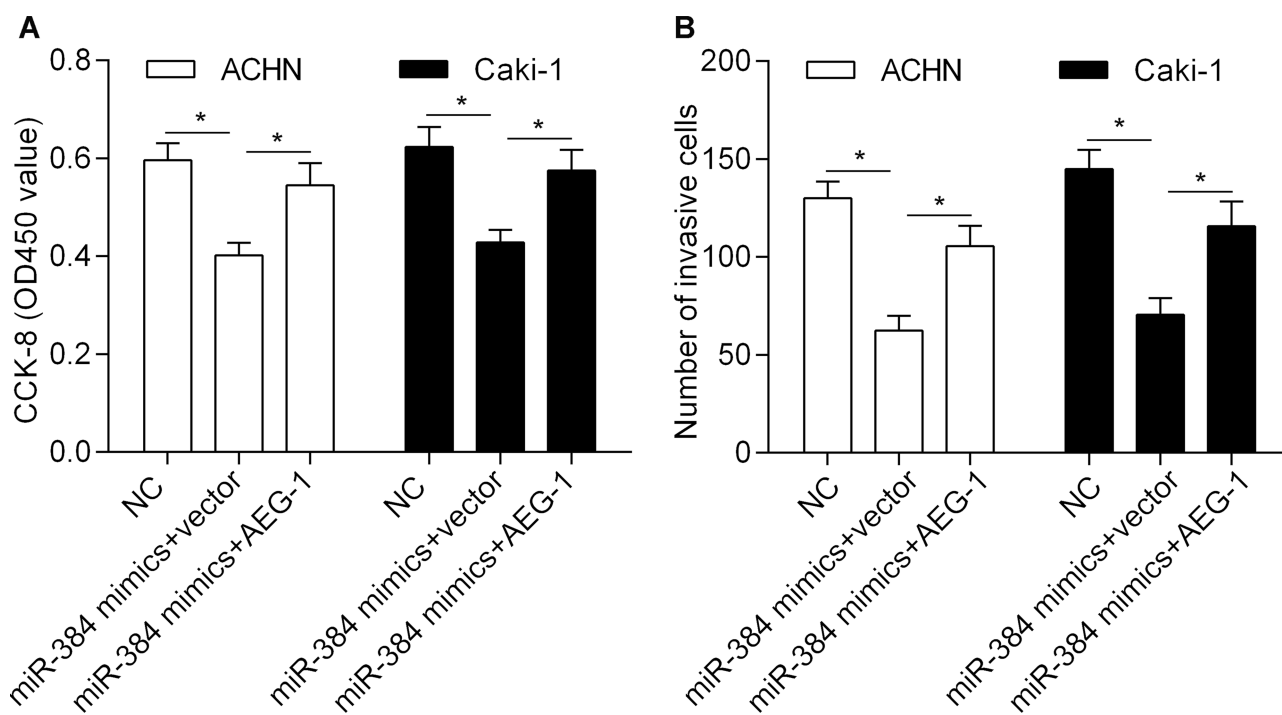 A
ACHN
Caki-1
*
*
*
*
CCK-8 (OD450 value)
0.8
0.6
0.4
0.2
0.0
NC
miR-384 mimics+vector
miR-384 mimics+AEG-1
NC
miR-384 mimics+vector
miR-384 mimics+AEG-1
B
ACHN
Caki-1
*
*
*
*
Number of invasive cells
200
150
100
50
0
NC
miR-384 mimics+vector
miR-384 mimics+AEG-1
NC
miR-384 mimics+vector
miR-384 mimics+AEG-1